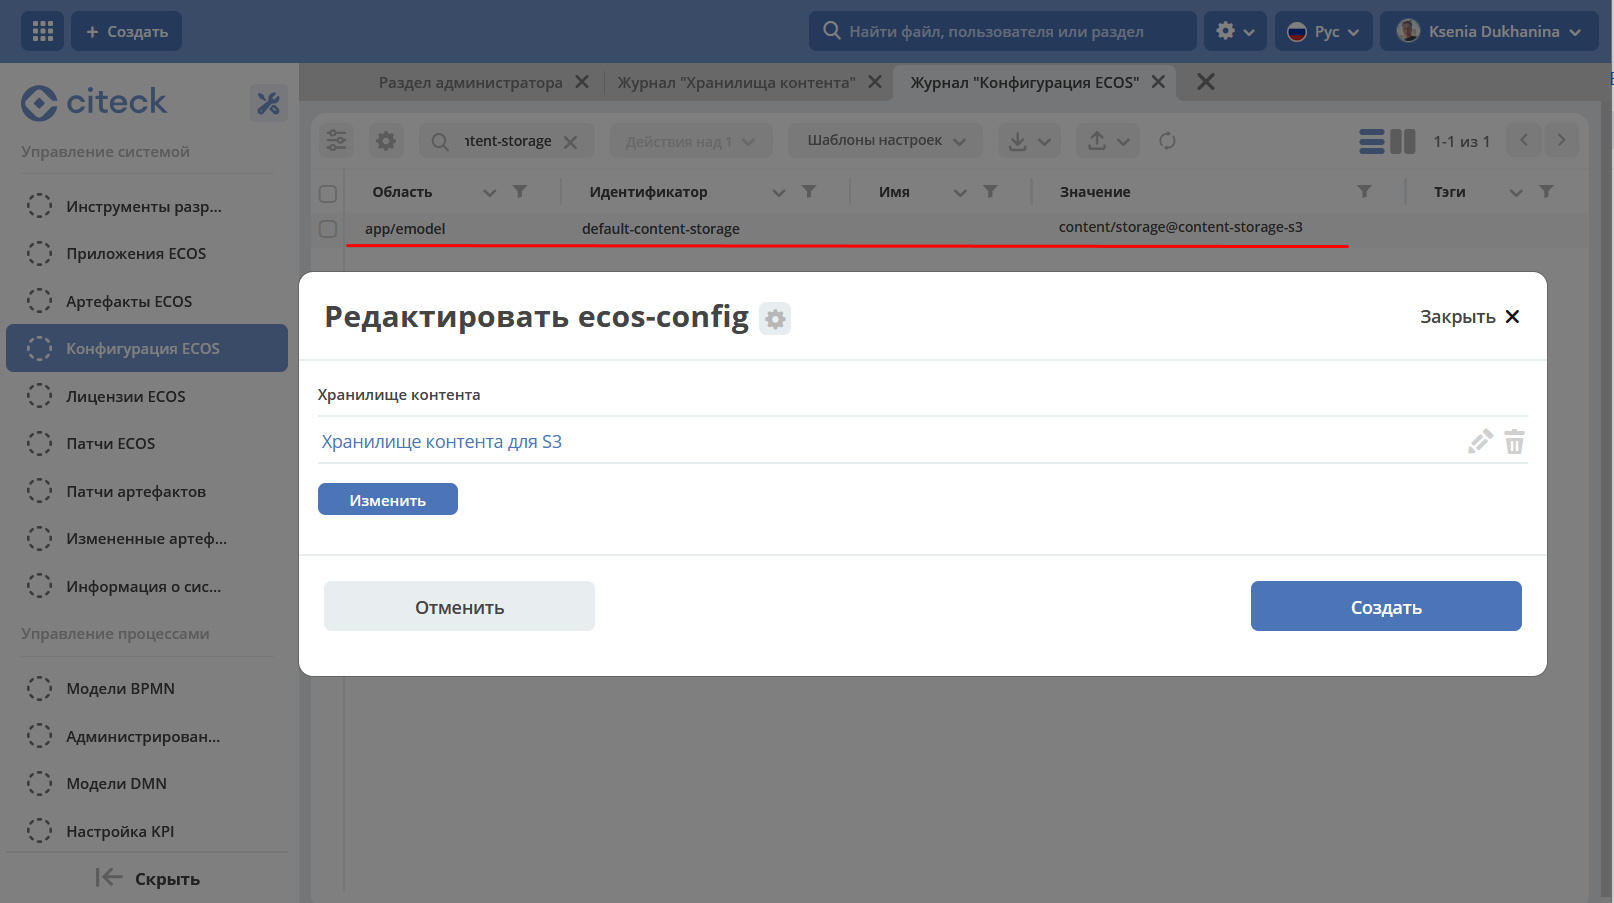 + Создать
Найти файл, пользователя или раздел
Рус
Ksenia Dukhanina
citeck
Управление системой
Инструменты разр...
Приложения ECOS
Артефакты ECOS
Конфигурация ECOS
Лицензии ECOS
Патчи ECOS
Патчи артефактов
Измененные артеф...
Информация о сис...
Управление процессами
Модели BPMN
Администрирован...
Модели DMN
Настройка KPI
Скрыть
Раздел администратора
Журнал "Хранилища контента"
Журнал "Конфигурация ECOS"
ntent-storage
Действия над 1
Шаблоны настроек
1-1 из 1
Область
Идентификатор
Имя
Значение
Тэги
app/emodel
default-content-storage
content/storage@content-storage-s3
Редактировать ecos-config
Закрыть
Хранилище контента
Хранилище контента для S3
Изменить
Отменить
Создать